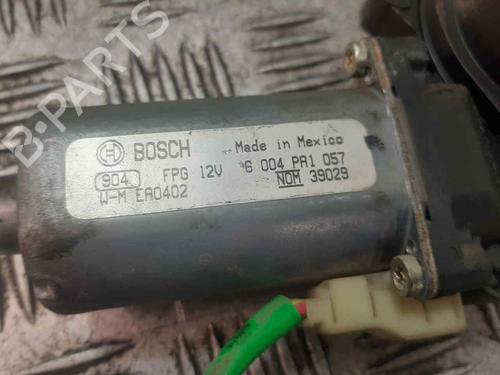 BOSCH Made in Mexico
904 FPG 12V 6 004 PA1 057
W-M EA0402 NOM 39029
B-PARTS